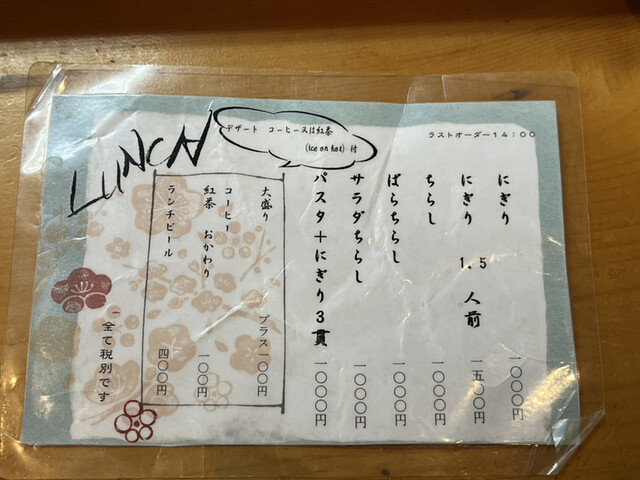 LUNCH
デザート コーヒー又は紅茶
(ice or hot) 付
ラストオーダー14:00
にぎり 一〇〇〇円
にぎり 1.5 人前 一五〇〇円
ちらし 一〇〇〇円
ばらちらし 一〇〇〇円
サラダちらし 一〇〇〇円
パスタ+にぎり3貫 一〇〇〇円
大盛り プラス一〇〇円
コーヒー
紅茶 おかわり 一〇〇円
ランチビール 四〇〇円
全て税別です